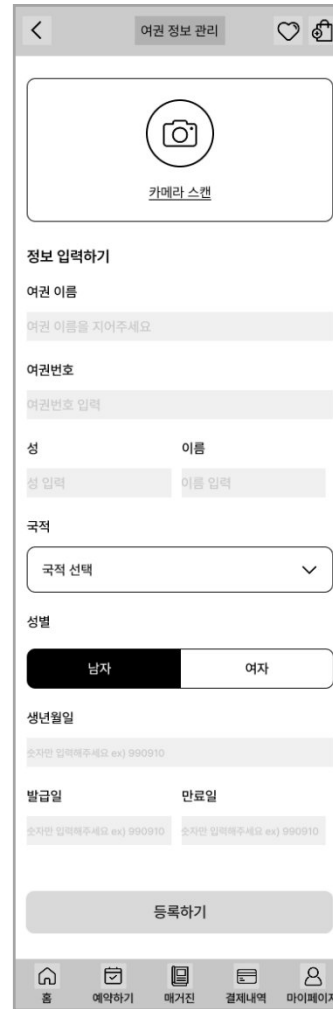 여권 정보 관리
카메라 스캔
정보 입력하기
여권 이름
여권 이름을 지어주세요
여권번호
여권번호 입력
성 이름
성 입력 이름 입력
국적
국적 선택
성별
남자 여자
생년월일
숫자만 입력해주세요 ex) 990910
발급일 만료일
숫자만 입력해주세요 ex) 990910 숫자만 입력해주세요 ex) 990910
등록하기
홈 예약하기 매거진 결제내역 마이페이지